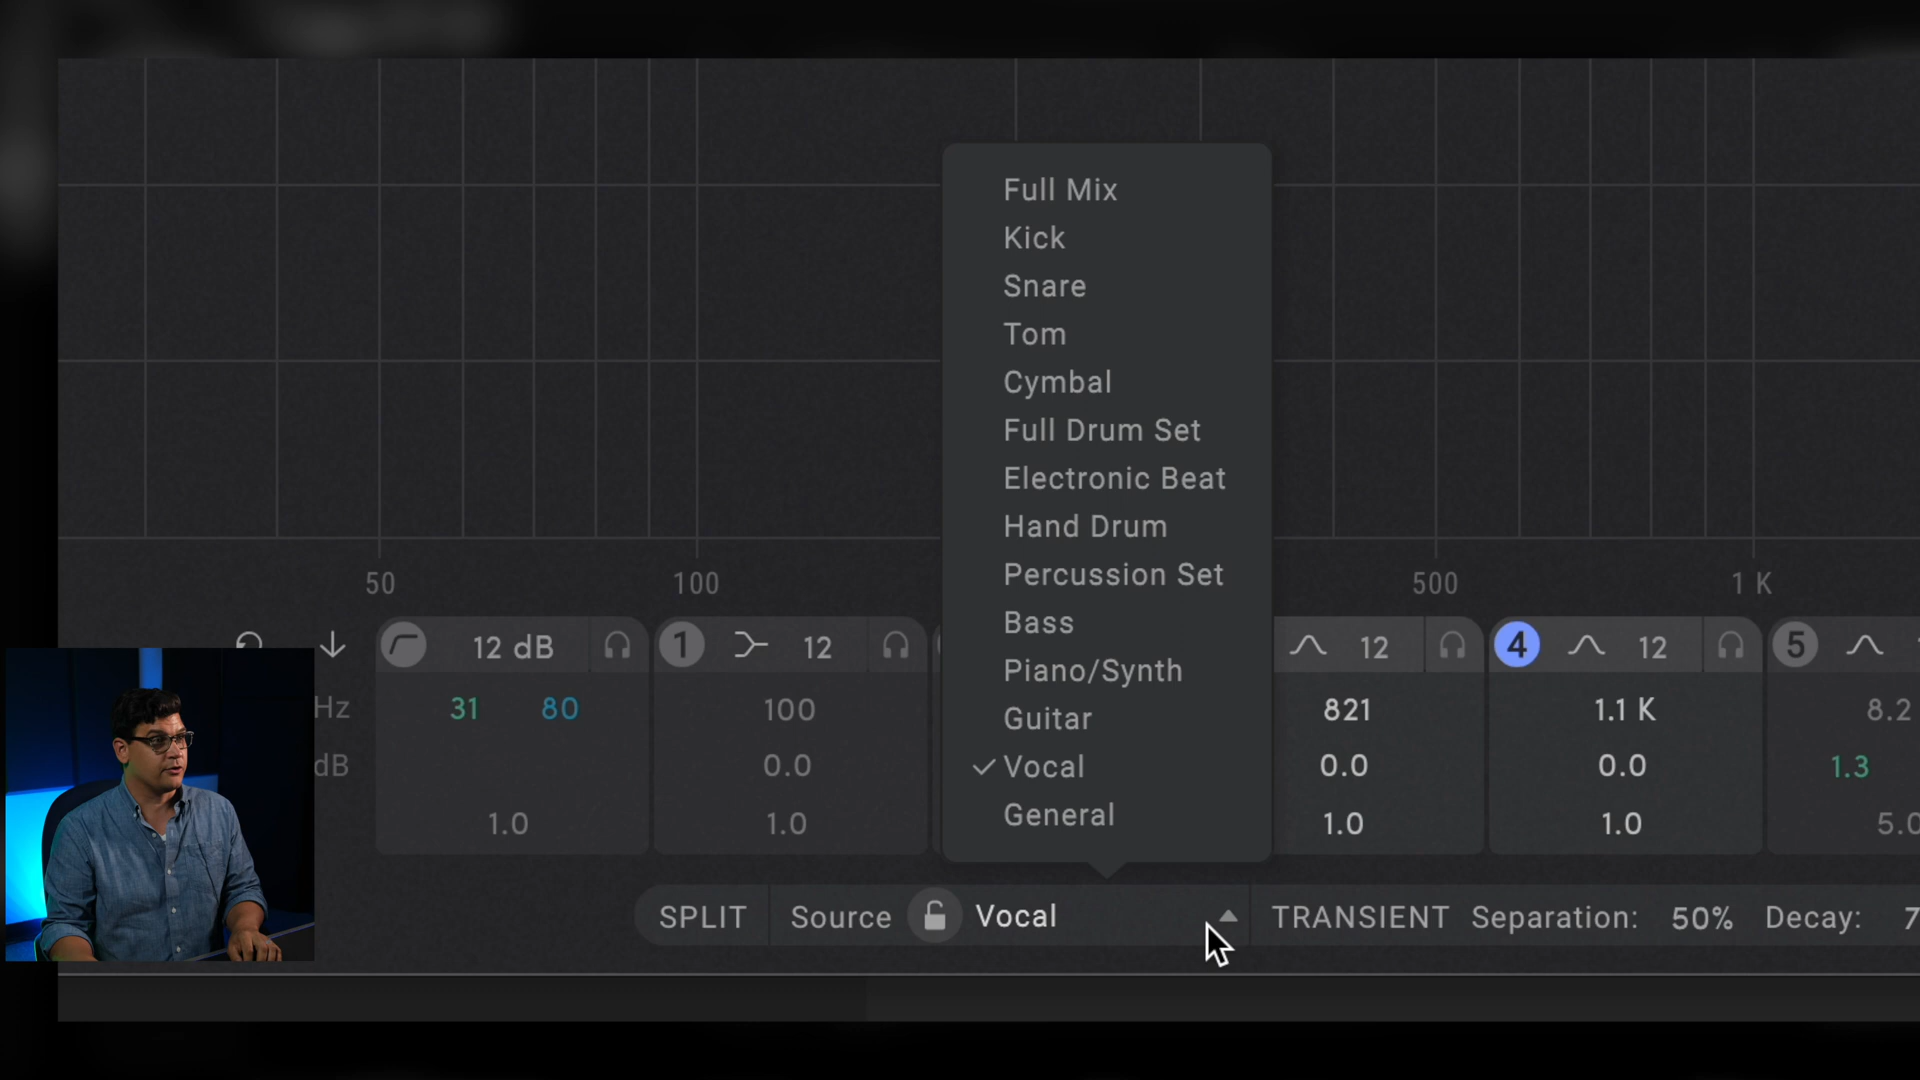 Full Mix
Kick
Snare
Tom
Cymbal
Full Drum Set
Electronic Beat
Hand Drum
Percussion Set
Bass
Piano/Synth
Guitar
Vocal
General
50 100 500 1 K
12 dB 1 12 12 4 12 5
Hz 31 80 100 821 1.1 K 8.2
dB 0.0 0.0 0.0 1.3
1.0 1.0 1.0 1.0 5.0
SPLIT Source Vocal TRANSIENT Separation: 50% Decay: 7